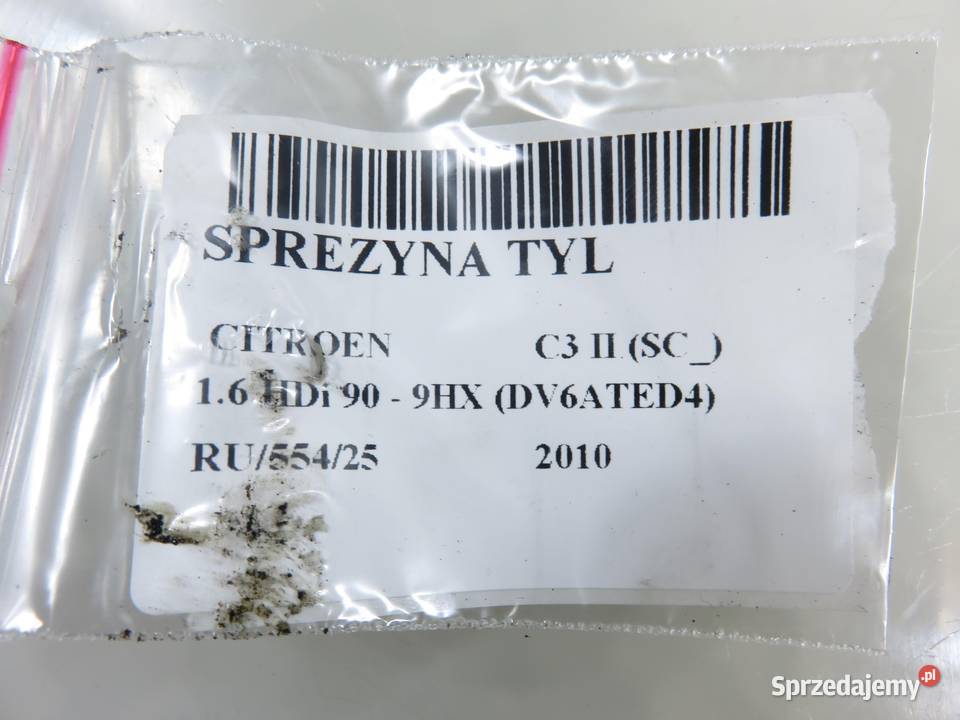 SPREZYNA TYL
CITROEN C3 II (SC_)
1.6 HDi 90 - 9HX (DV6ATED4)
RU/554/25 2010
Sprzedajemy.pl